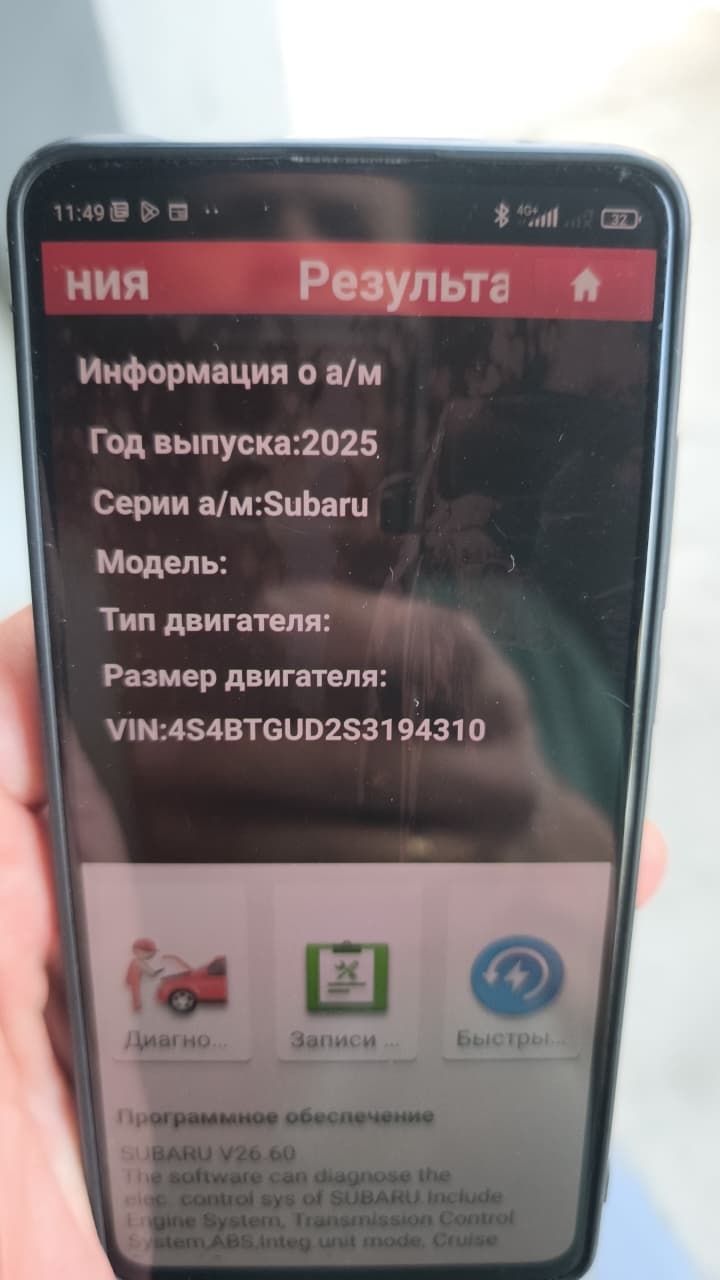 11:49
4G+
32
ния Результа
Информация о а/м
Год выпуска:2025
Серии а/м:Subaru
Модель:
Тип двигателя:
Размер двигателя:
VIN:4S4BTGUD2S3194310
Диагно... Записи ... Быстры...
Программное обеспечение
SUBARU V26.60
The software can diagnose the
elec. control sys of SUBARU.Include
Engine System, Transmission Control
System,ABS,Integ.unit mode, Cruise